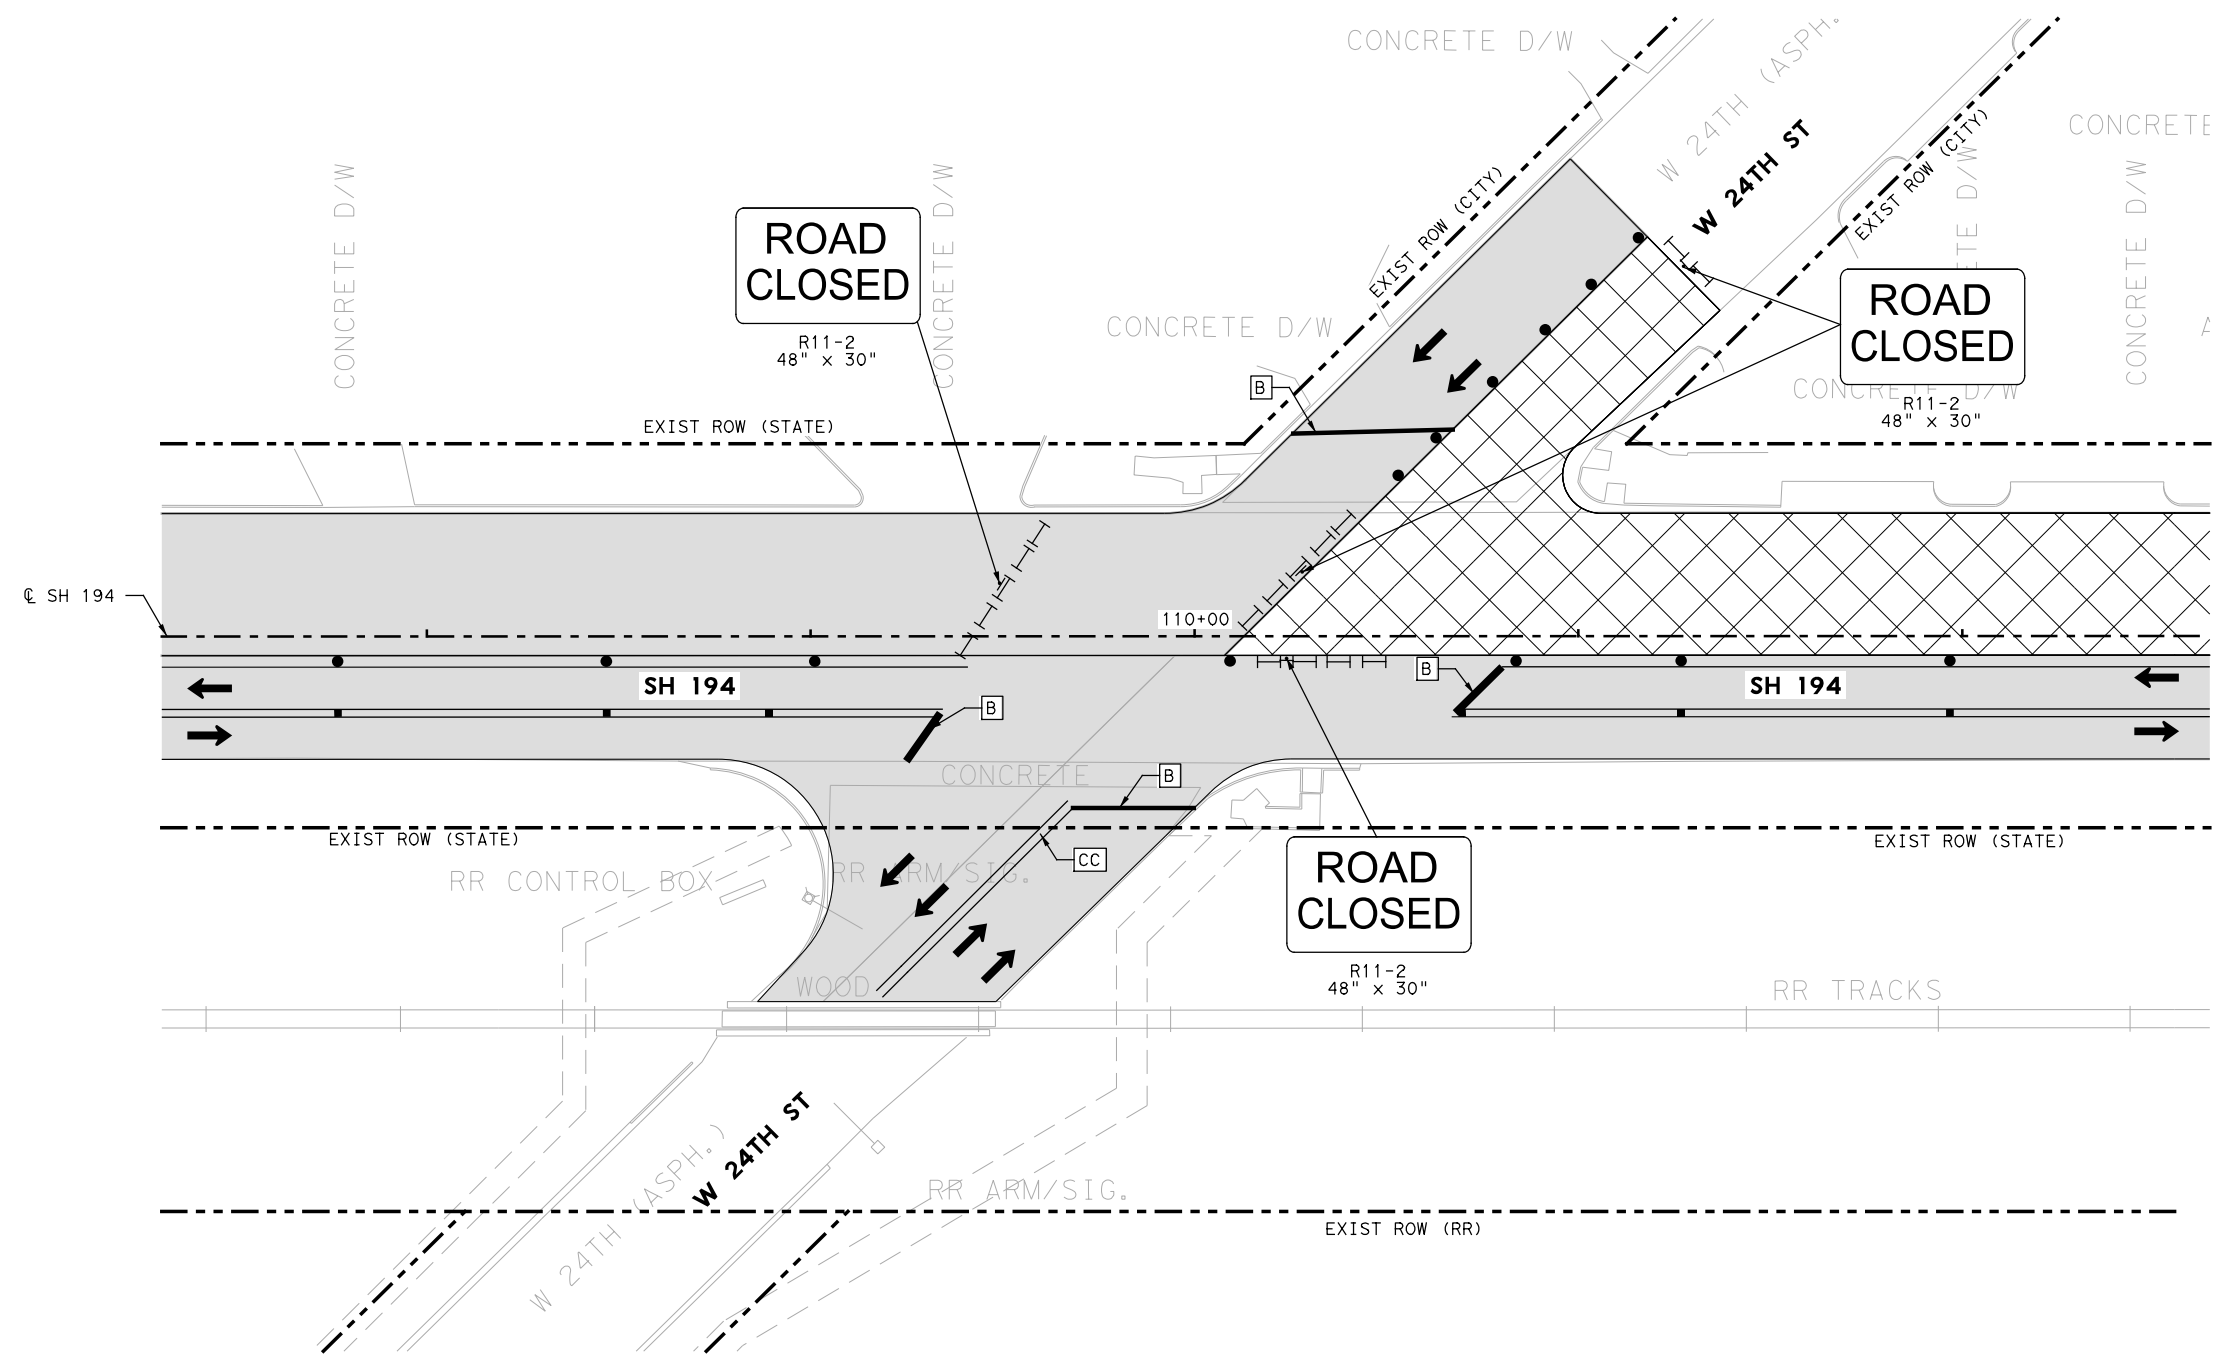 CONCRETE D/W
W 24TH (ASPH.
CONCRETE
W 24TH ST
EXIST ROW (CITY)
EXIST ROW (CITY)
CONCRETE D/W
CONCRETE D/W
CONCRETE D/W
ROAD
CLOSED
R11-2
48" x 30"
ROAD
CLOSED
R11-2
48" x 30"
CONCRETE D/W
CONCRETE D/W
B
EXIST ROW (STATE)
℄ SH 194
110+00
SH 194
B
SH 194
B
CONCRETE
B
EXIST ROW (STATE)
EXIST ROW (STATE)
CC
RR CONTROL BOX
RR ARM/SIG.
ROAD
CLOSED
R11-2
48" x 30"
WOOD
RR TRACKS
W 24TH ST
W 24TH (ASPH.)
RR ARM/SIG.
EXIST ROW (RR)